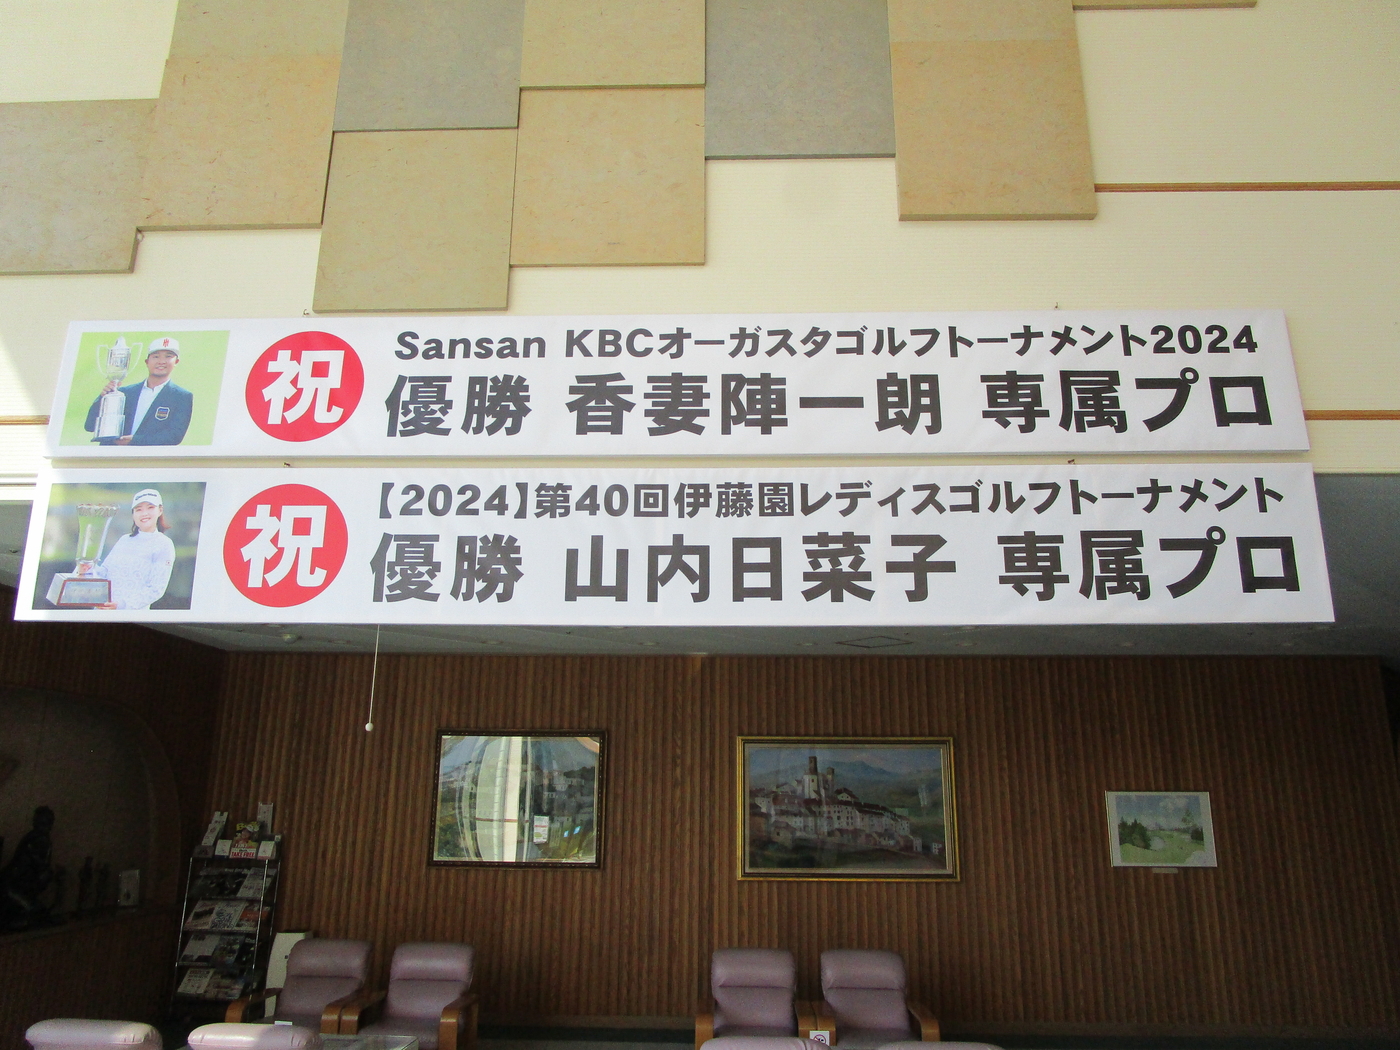 祝
Sansan KBCオーガスタゴルフトーナメント2024
優勝 香妻陣一朗 専属プロ
祝
【2024】第40回伊藤園レディスゴルフトーナメント
優勝 山内日菜子 専属プロ